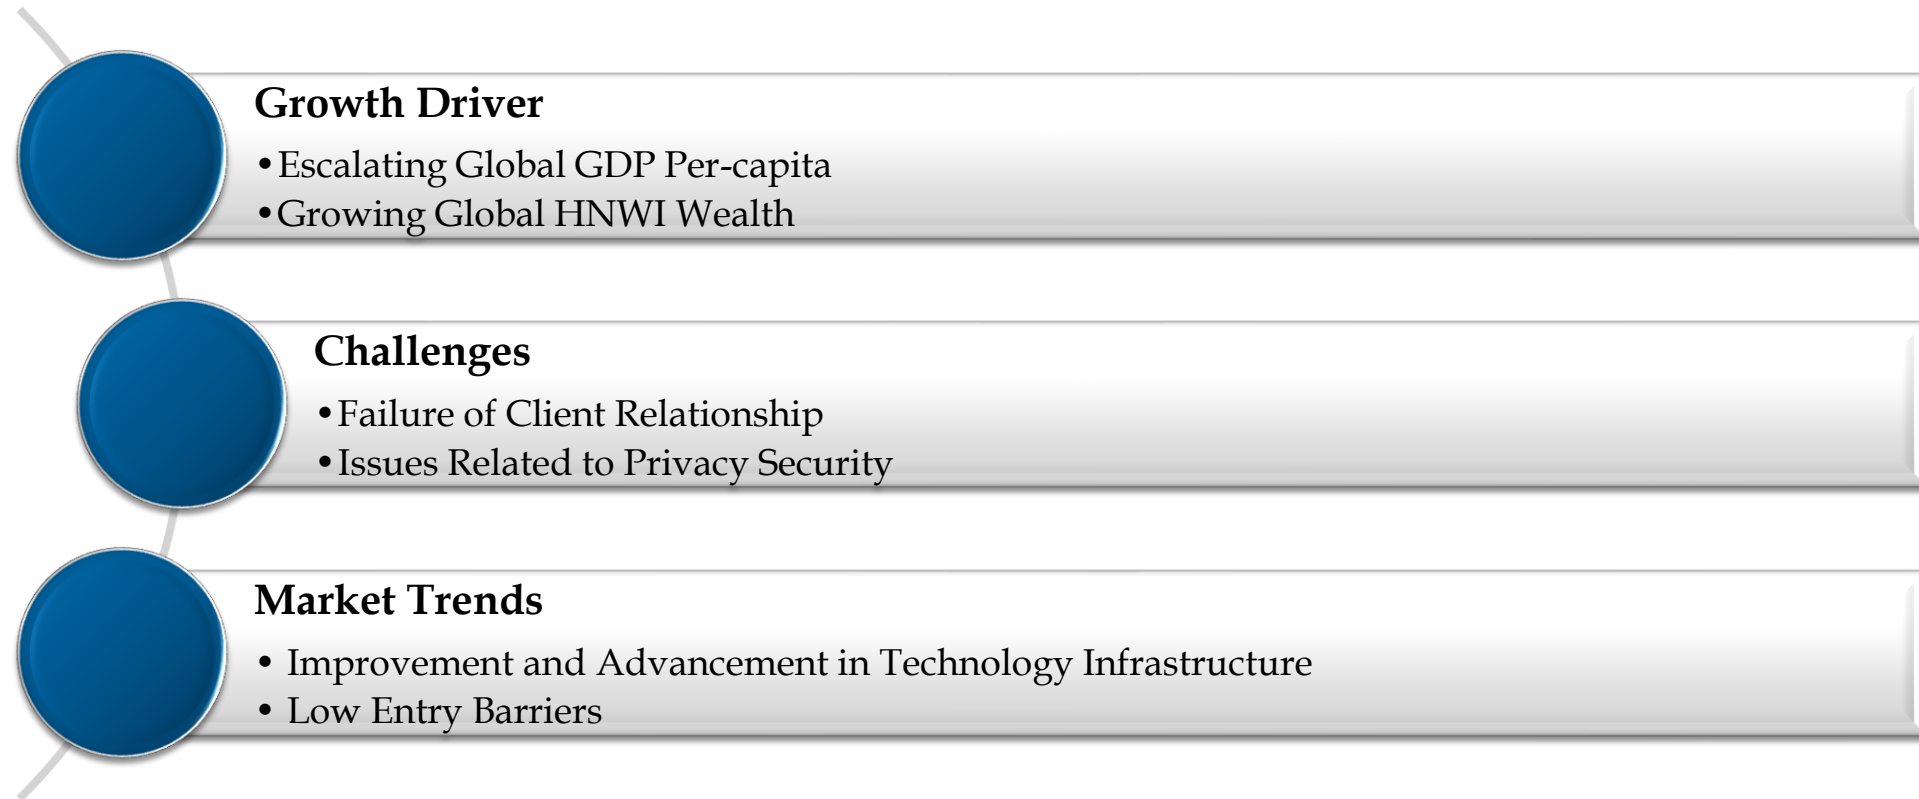 Growth Driver
•Escalating Global GDP Per-capita
•Growing Global HNWI Wealth
Challenges
•Failure of Client Relationship
•Issues Related to Privacy Security
Market Trends
• Improvement and Advancement in Technology Infrastructure
• Low Entry Barriers